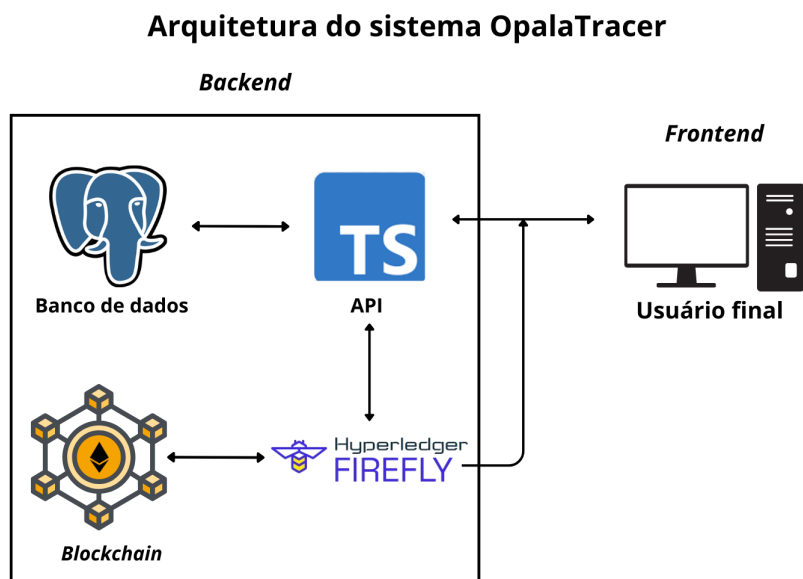 Arquitetura do sistema OpalaTracer
Backend
Frontend
TS
Banco de dados
API
Usuário final
Hyperledger
FIREFLY
Blockchain